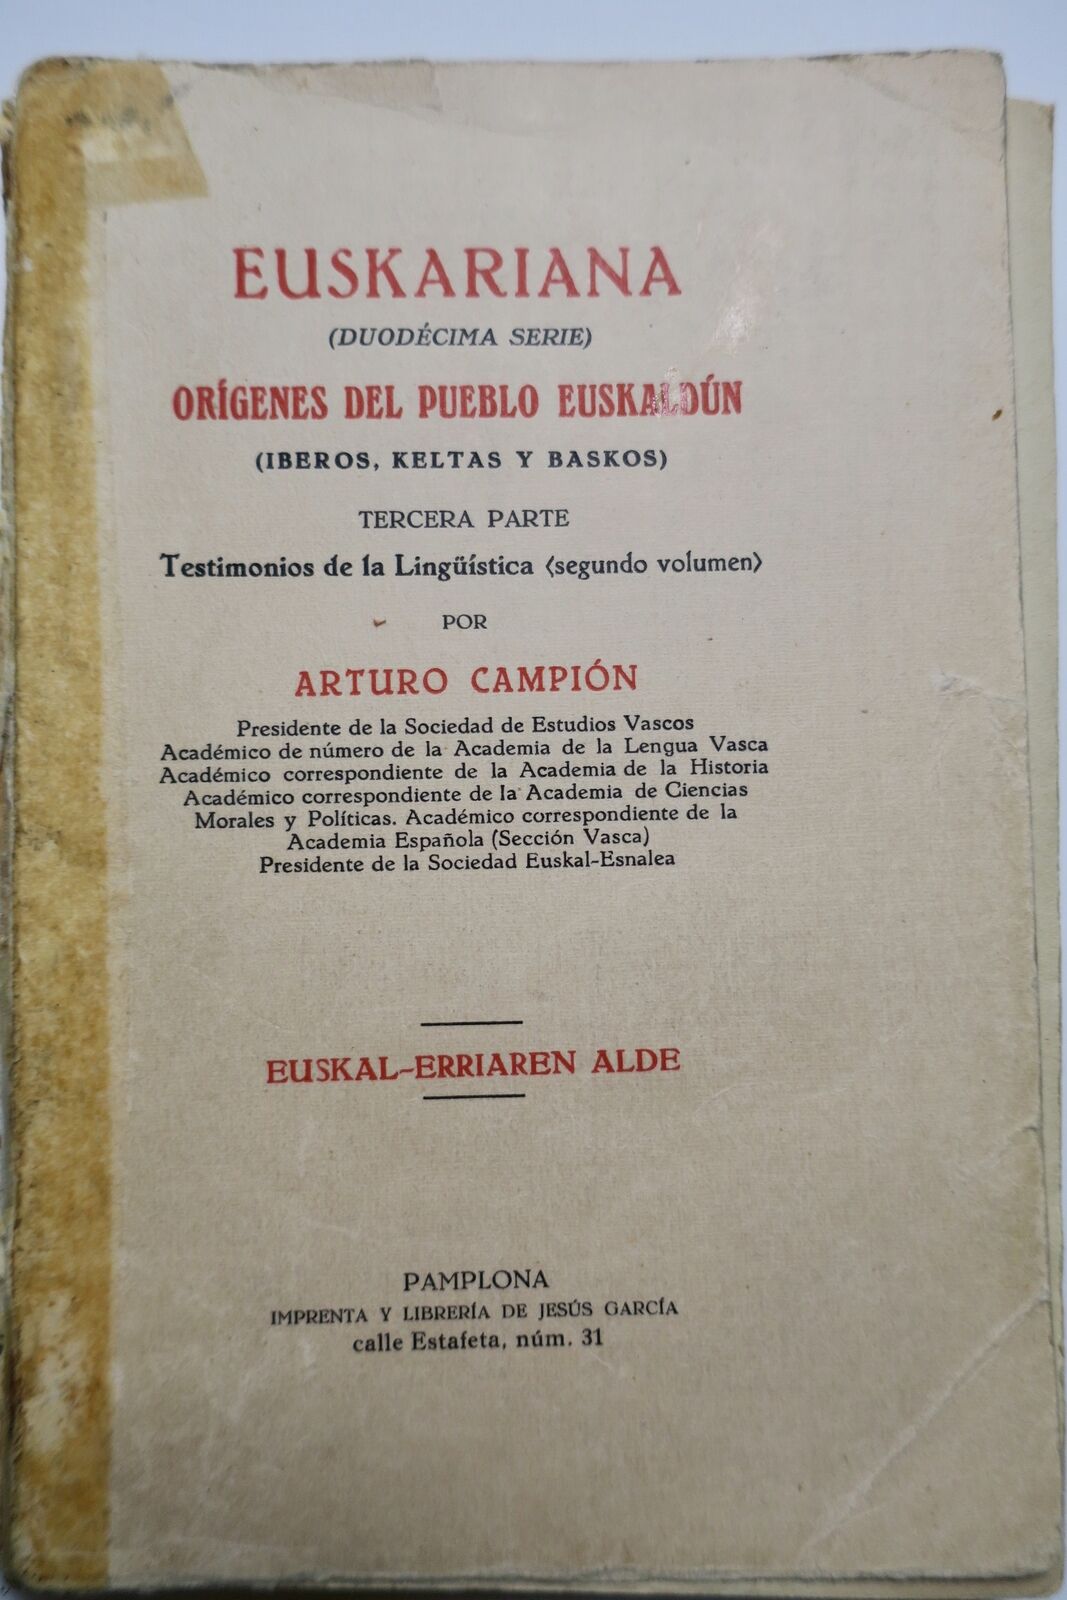 EUSKARIANA
(DUODÉCIMA SERIE)
ORÍGENES DEL PUEBLO EUSKALDÚN
(IBEROS, KELTAS Y BASKOS)
TERCERA PARTE
Testimonios de la Lingüística <segundo volumen>
POR
ARTURO CAMPIÓN
Presidente de la Sociedad de Estudios Vascos
Académico de número de la Academia de la Lengua Vasca
Académico correspondiente de la Academia de la Historia
Académico correspondiente de la Academia de Ciencias
Morales y Políticas. Académico correspondiente de la
Academia Española (Sección Vasca)
Presidente de la Sociedad Euskal-Esnalea
EUSKAL-ERRIAREN ALDE
PAMPLONA
IMPRENTA Y LIBRERÍA DE JESÚS GARCÍA
calle Estafeta, núm. 31